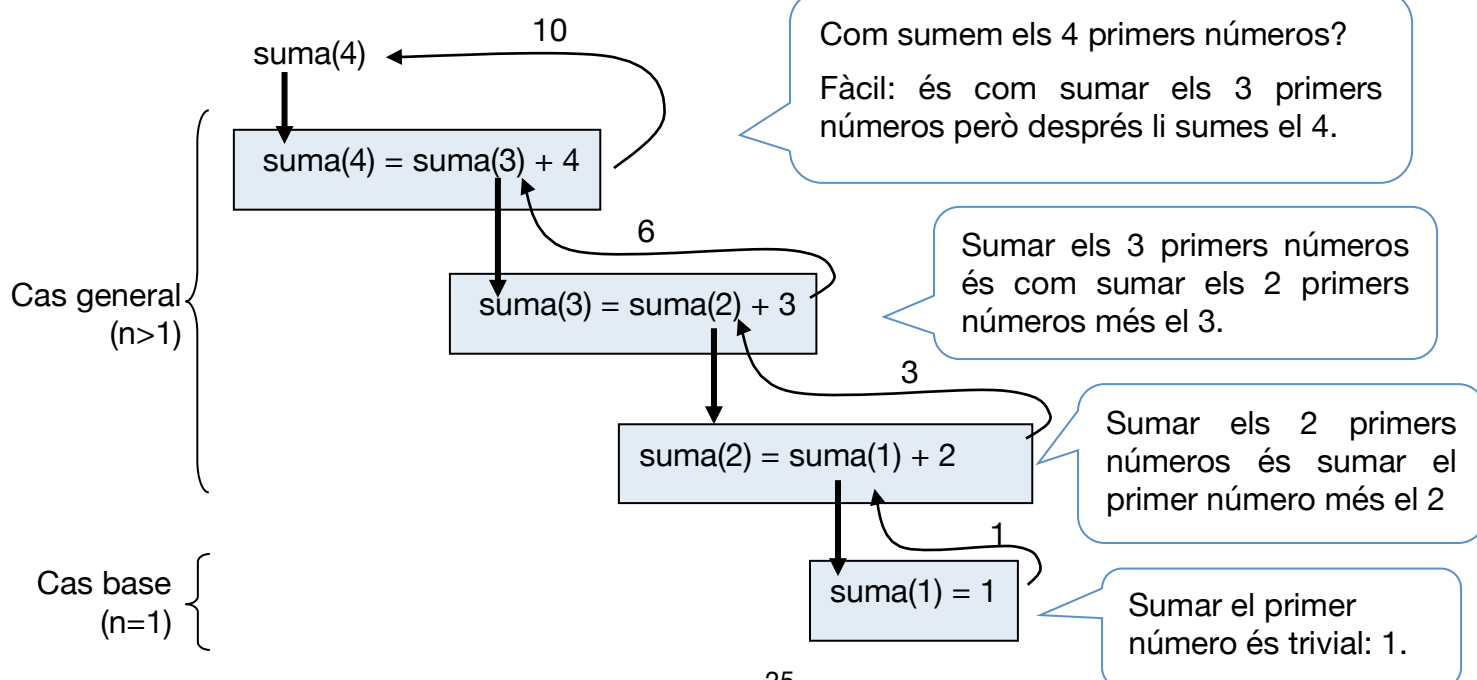 10
suma(4)
Com sumem els 4 primers números?
Fàcil: és com sumar els 3 primers
números però després li sumes el 4.
suma(4) = suma(3) + 4
6
Sumar els 3 primers números
és com sumar els 2 primers
números més el 3.
Cas general
(n>1)
suma(3) = suma(2) + 3
3
Sumar els 2 primers
números és sumar el
primer número més el 2
suma(2) = suma(1) + 2
1
Cas base
(n=1)
suma(1) = 1
Sumar el primer
número és trivial: 1.
25